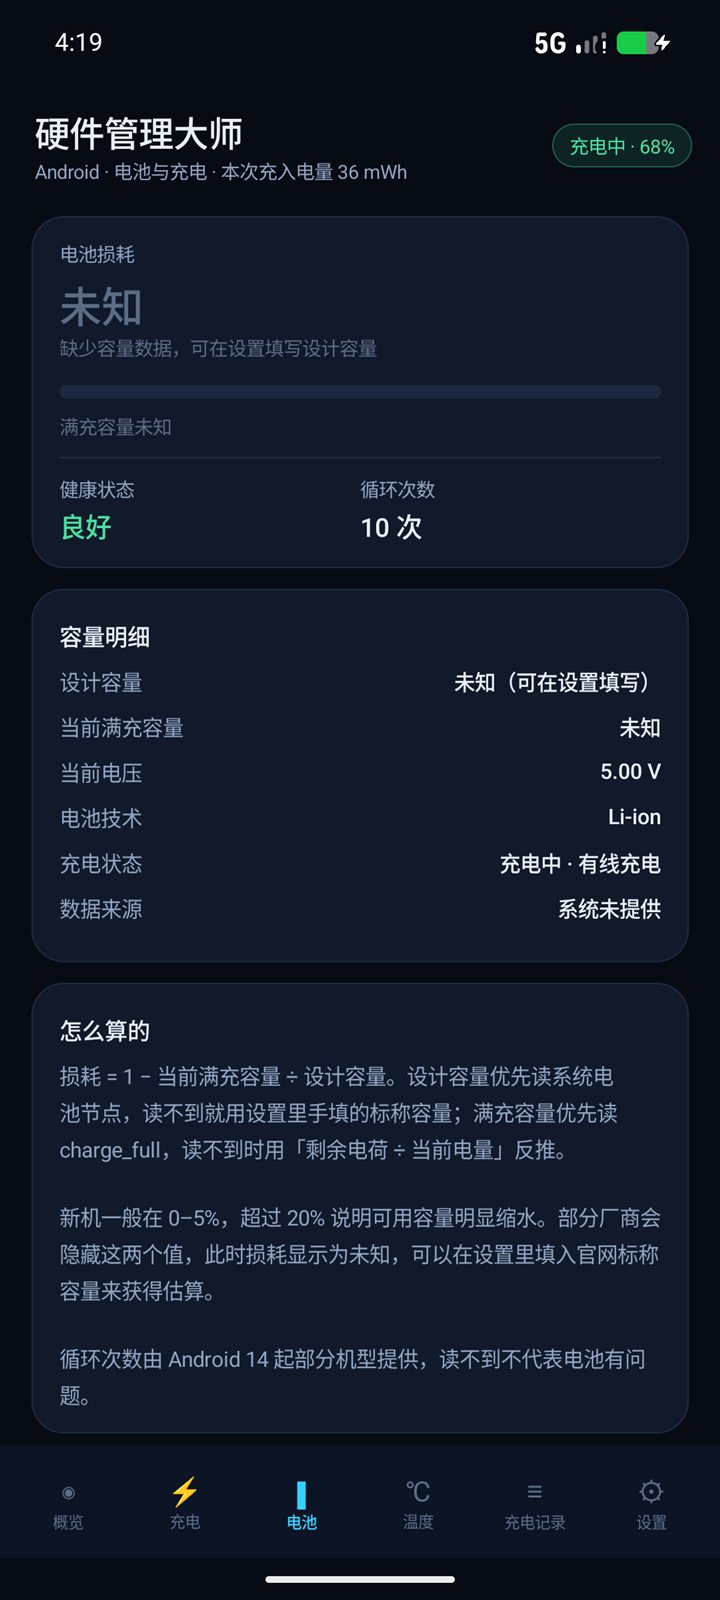 4:19
5G
硬件管理大师
Android · 电池与充电 · 本次充入电量 36 mWh
充电中 · 68%
电池损耗
未知
缺少容量数据，可在设置填写设计容量
满充容量未知
健康状态 循环次数
良好 10 次
容量明细
设计容量 未知（可在设置填写）
当前满充容量 未知
当前电压 5.00 V
电池技术 Li-ion
充电状态 充电中 · 有线充电
数据来源 系统未提供
怎么算的
损耗 = 1 − 当前满充容量 ÷ 设计容量。设计容量优先读系统电
池节点，读不到就用设置里手填的标称容量；满充容量优先读
charge_full，读不到时用「剩余电荷 ÷ 当前电量」反推。
新机一般在 0–5%，超过 20% 说明可用容量明显缩水。部分厂商会
隐藏这两个值，此时损耗显示为未知，可以在设置里填入官网标称
容量来获得估算。
循环次数由 Android 14 起部分机型提供，读不到不代表电池有问
题。
℃
概览 充电 电池 温度 充电记录 设置